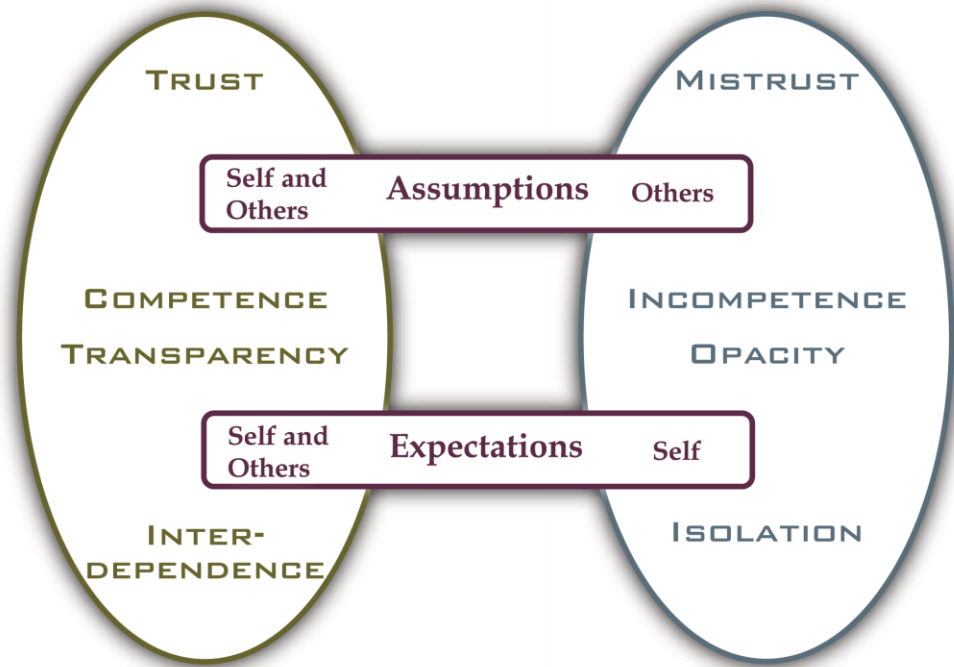 TRUST
MISTRUST
Self and
Others
Assumptions
Others
COMPETENCE
TRANSPARENCY
INCOMPETENCE
OPACITY
Self and
Others
Expectations
Self
INTER-
DEPENDENCE
ISOLATION